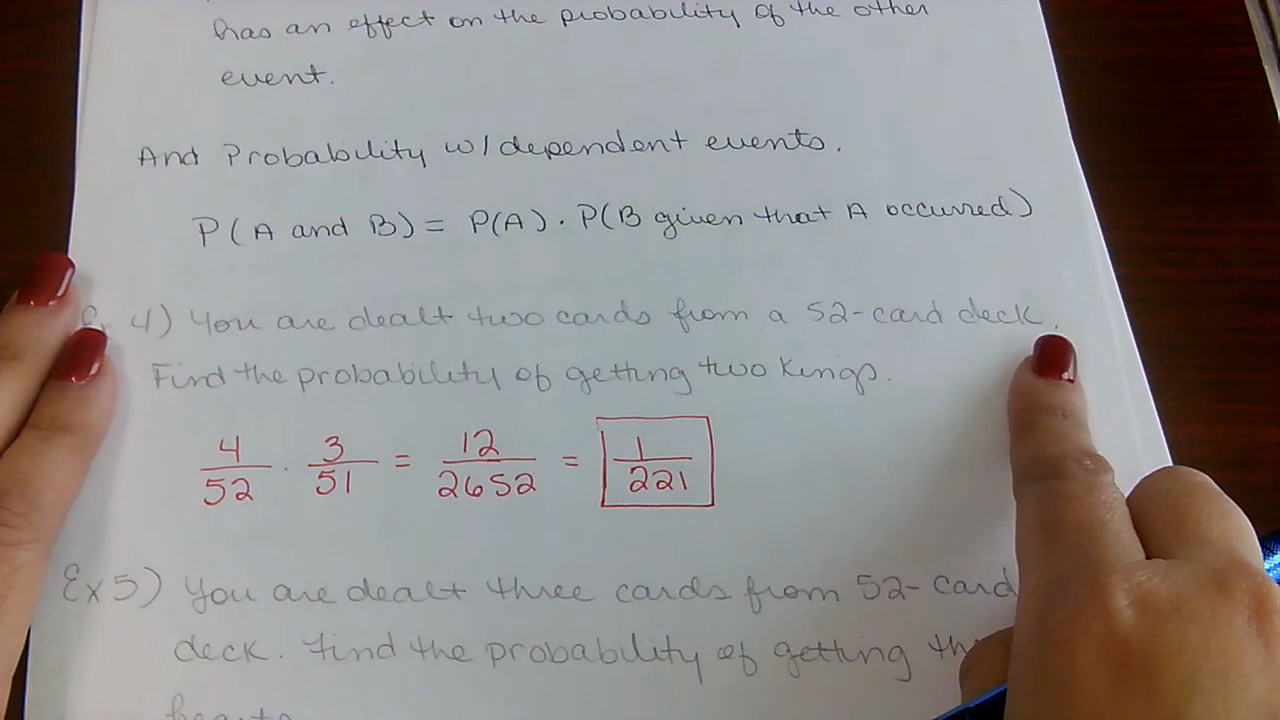 has an effect on the probability of the other
event.
And Probability w/dependent events.
P(A and B) = P(A) · P(B given that A occurred)
4) You are dealt two cards from a 52-card deck.
Find the probability of getting two Kings.
4/52 · 3/51 = 12/2652 = 1/221
Ex 5) You are dealt three cards from 52-card
deck. Find the probability of getting
hearts